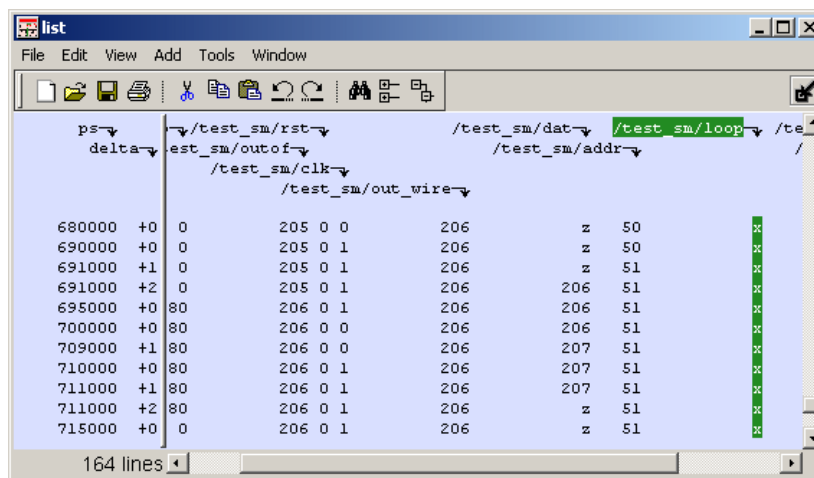 list
File Edit View Add Tools Window
ps /test_sm/rst /test_sm/dat /test_sm/loop /te
delta est_sm/outof /test_sm/addr /
/test_sm/clk
/test_sm/out_wire
680000 +0 0 205 0 0 206 z 50 x
690000 +0 0 205 0 1 206 z 50 x
691000 +1 0 205 0 1 206 z 51 x
691000 +2 0 205 0 1 206 206 51 x
695000 +0 80 206 0 1 206 206 51 x
700000 +0 80 206 0 0 206 206 51 x
709000 +1 80 206 0 0 206 207 51 x
710000 +0 80 206 0 1 206 207 51 x
711000 +1 80 206 0 1 206 207 51 x
711000 +2 80 206 0 1 206 z 51 x
715000 +0 0 206 0 1 206 z 51 x
164 lines